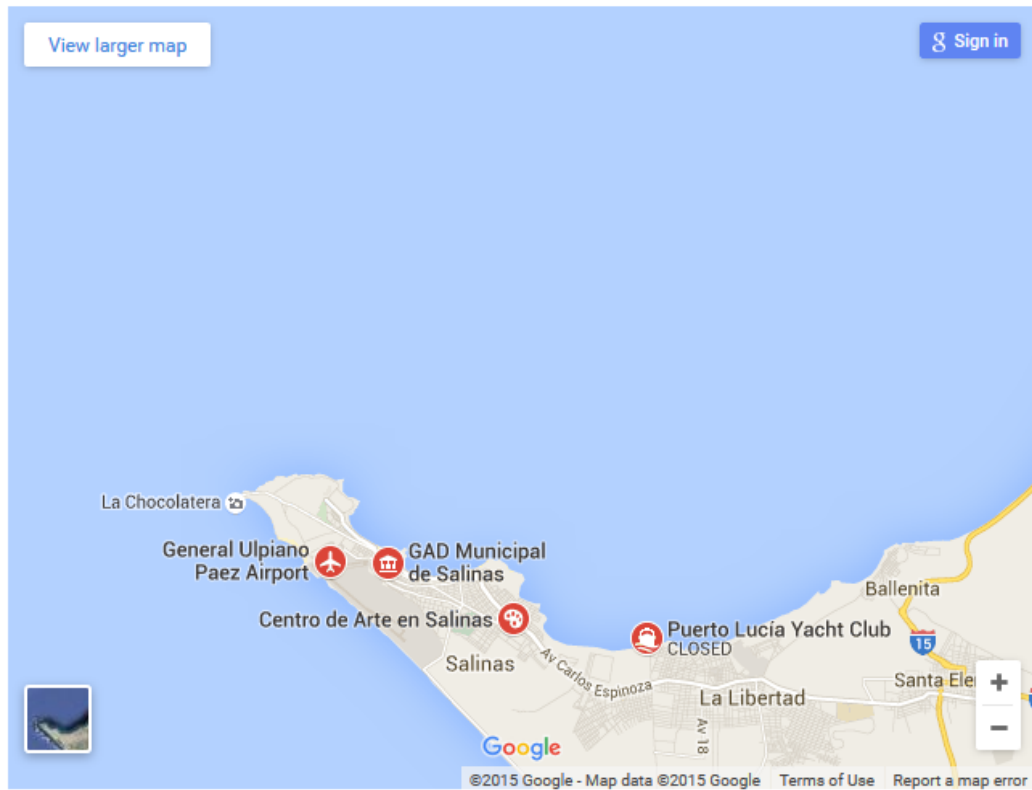 View larger map
g Sign in
La Chocolatera
General Ulpiano
Paez Airport
GAD Municipal
de Salinas
Centro de Arte en Salinas
Ballenita
Puerto Lucía Yacht Club
CLOSED
15
Salinas
Av Carlos Espinoza
Santa Ele
+
La Libertad
Av 18
−
Google
©2015 Google - Map data ©2015 Google
Terms of Use
Report a map error